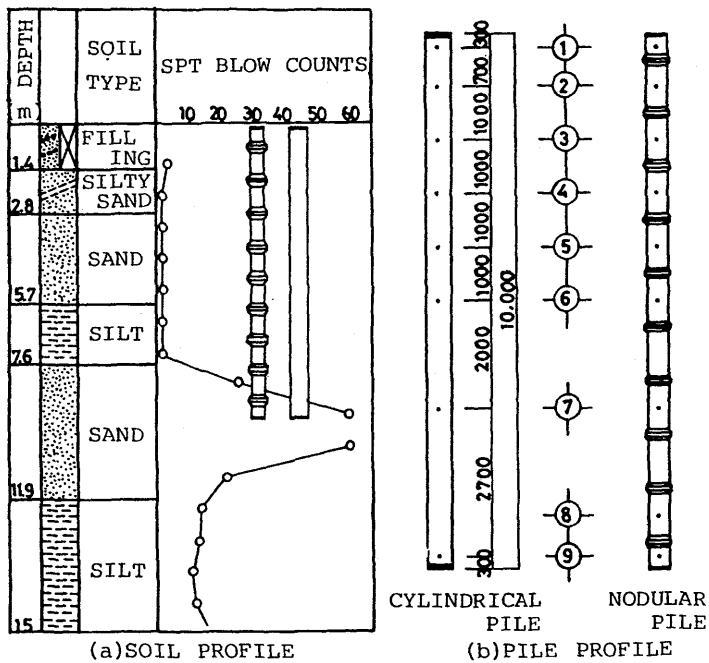 DEPTH
m
SOIL
TYPE
SPT BLOW COUNTS
10 20 30 40 50 60
FILL
ING
1.4
SILTY
SAND
2.8
SAND
5.7
SILT
7.6
SAND
11.9
SILT
15
(a)SOIL PROFILE
300
700
1000
1000
1000
1000
2000
2700
300
10.000
1
2
3
4
5
6
7
8
9
CYLINDRICAL
PILE
NODULAR
PILE
(b)PILE PROFILE